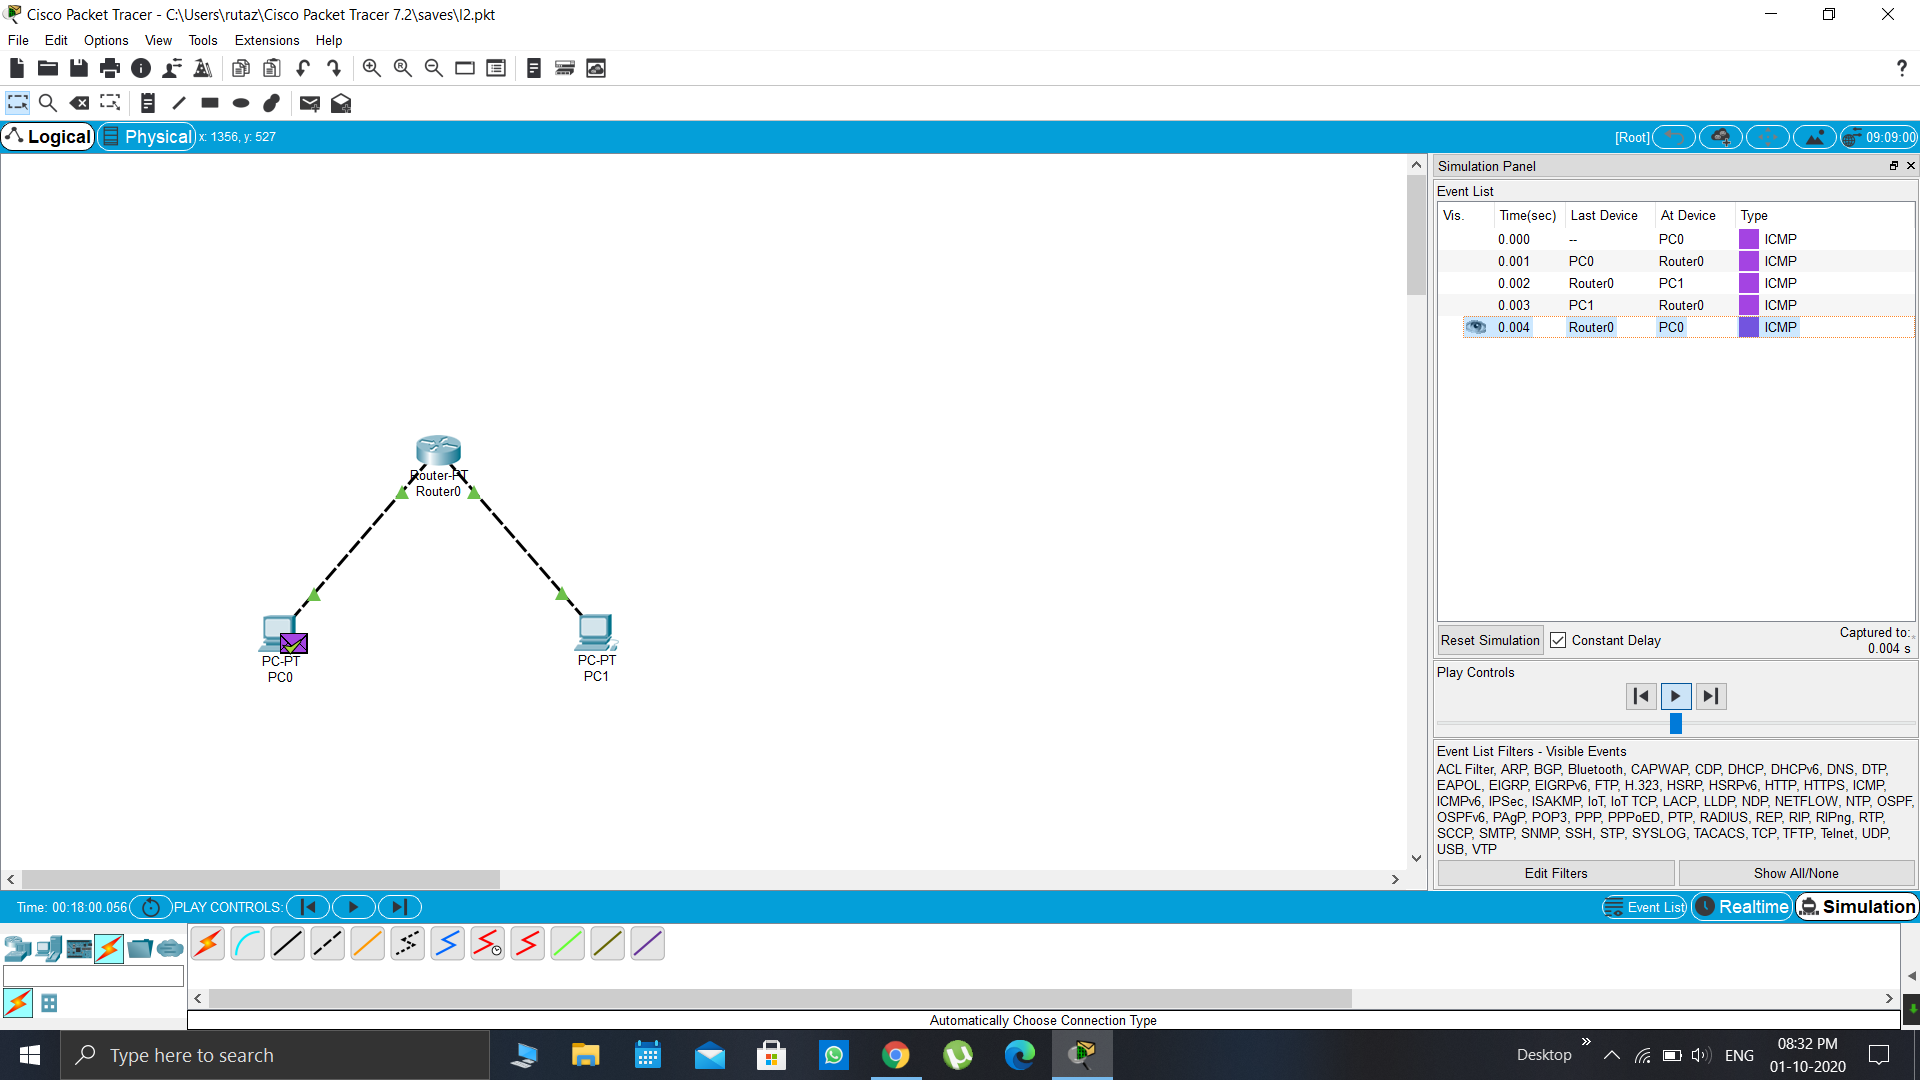 Cisco Packet Tracer - C:\Users\rutaz\Cisco Packet Tracer 7.2\saves\l2.pkt
File Edit Options View Tools Extensions Help
Logical Physical x: 1356, y: 527 [Root] 09:09:00
Simulation Panel
Event List
Vis. Time(sec) Last Device At Device Type
0.000 -- PC0 ICMP
0.001 PC0 Router0 ICMP
0.002 Router0 PC1 ICMP
0.003 PC1 Router0 ICMP
0.004 Router0 PC0 ICMP
Router-PT
Router0
PC-PT
PC0
PC-PT
PC1
Reset Simulation Constant Delay Captured to:
0.004 s
Play Controls
Event List Filters - Visible Events
ACL Filter, ARP, BGP, Bluetooth, CAPWAP, CDP, DHCP, DHCPv6, DNS, DTP,
EAPOL, EIGRP, EIGRPv6, FTP, H.323, HSRP, HSRPv6, HTTP, HTTPS, ICMP,
ICMPv6, IPSec, ISAKMP, IoT, IoT TCP, LACP, LLDP, NDP, NETFLOW, NTP, OSPF,
OSPFv6, PAgP, POP3, PPP, PPPoED, PTP, RADIUS, REP, RIP, RIPng, RTP,
SCCP, SMTP, SNMP, SSH, STP, SYSLOG, TACACS, TCP, TFTP, Telnet, UDP,
USB, VTP
Edit Filters Show All/None
Time: 00:18:00.056 PLAY CONTROLS: Event List Realtime Simulation
Automatically Choose Connection Type
Type here to search Desktop ENG 08:32 PM
01-10-2020